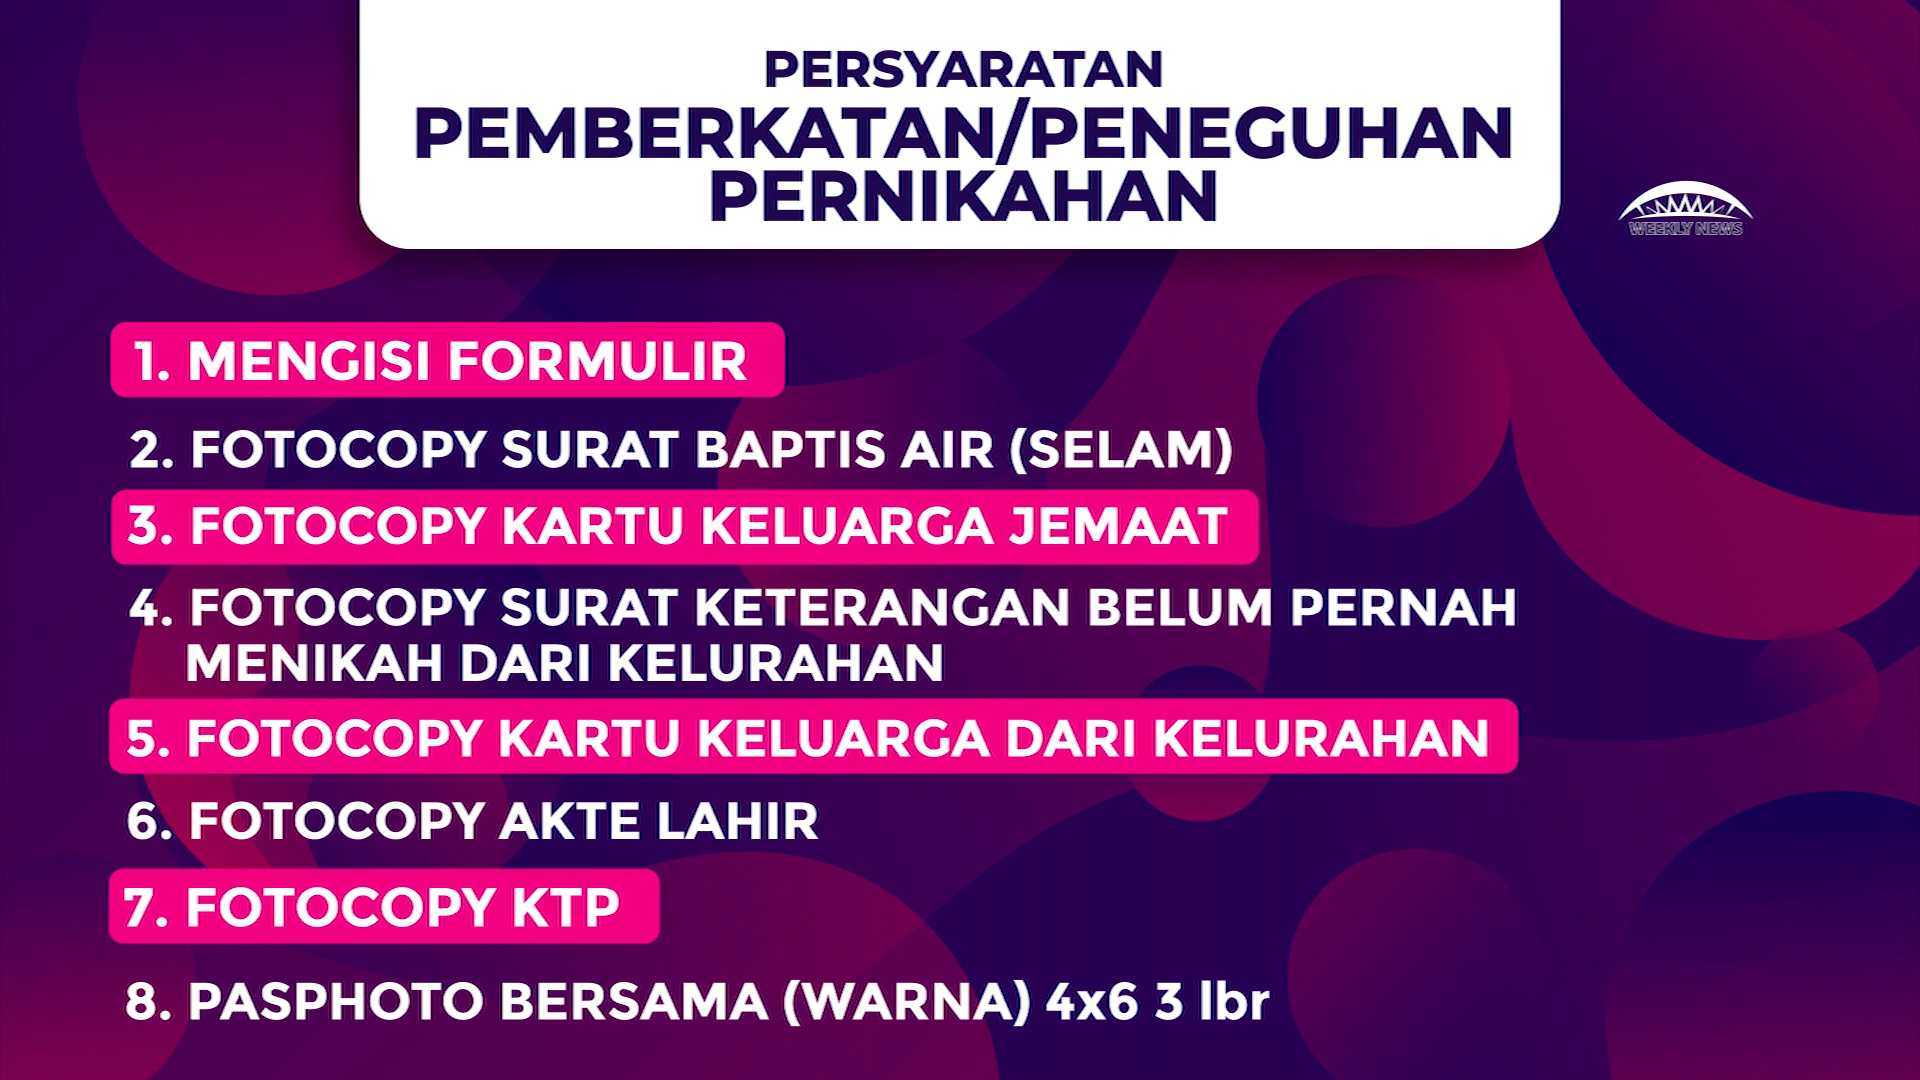 PERSYARATAN
PEMBERKATAN/PENEGUHAN
PERNIKAHAN
WEEKLY NEWS
1. MENGISI FORMULIR
2. FOTOCOPY SURAT BAPTIS AIR (SELAM)
3. FOTOCOPY KARTU KELUARGA JEMAAT
4. FOTOCOPY SURAT KETERANGAN BELUM PERNAH
MENIKAH DARI KELURAHAN
5. FOTOCOPY KARTU KELUARGA DARI KELURAHAN
6. FOTOCOPY AKTE LAHIR
7. FOTOCOPY KTP
8. PASPHOTO BERSAMA (WARNA) 4x6 3 lbr